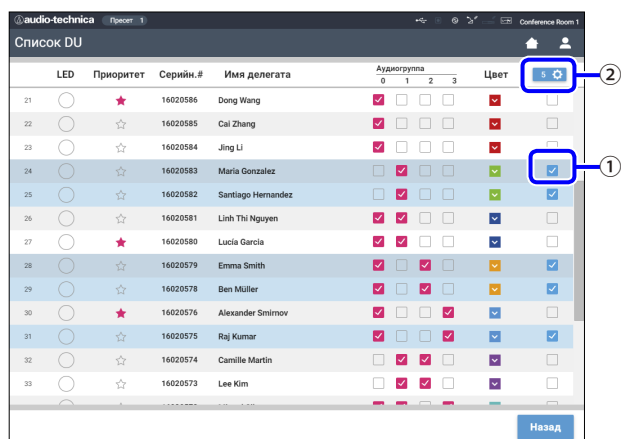 audio-technica Пресет 1 Conference Room 1
Список DU
LED Приоритет Серийн.# Имя делегата Аудиогруппа Цвет 5 ②
0 1 2 3
21 16020586 Dong Wang
22 16020585 Cai Zhang
23 16020584 Jing Li
24 16020583 Maria Gonzalez ①
25 16020582 Santiago Hernandez
26 16020581 Linh Thi Nguyen
27 16020580 Lucía Garcia
28 16020579 Emma Smith
29 16020578 Ben Müller
30 16020576 Alexander Smirnov
31 16020575 Raj Kumar
32 16020574 Camille Martin
33 16020573 Lee Kim
Назад